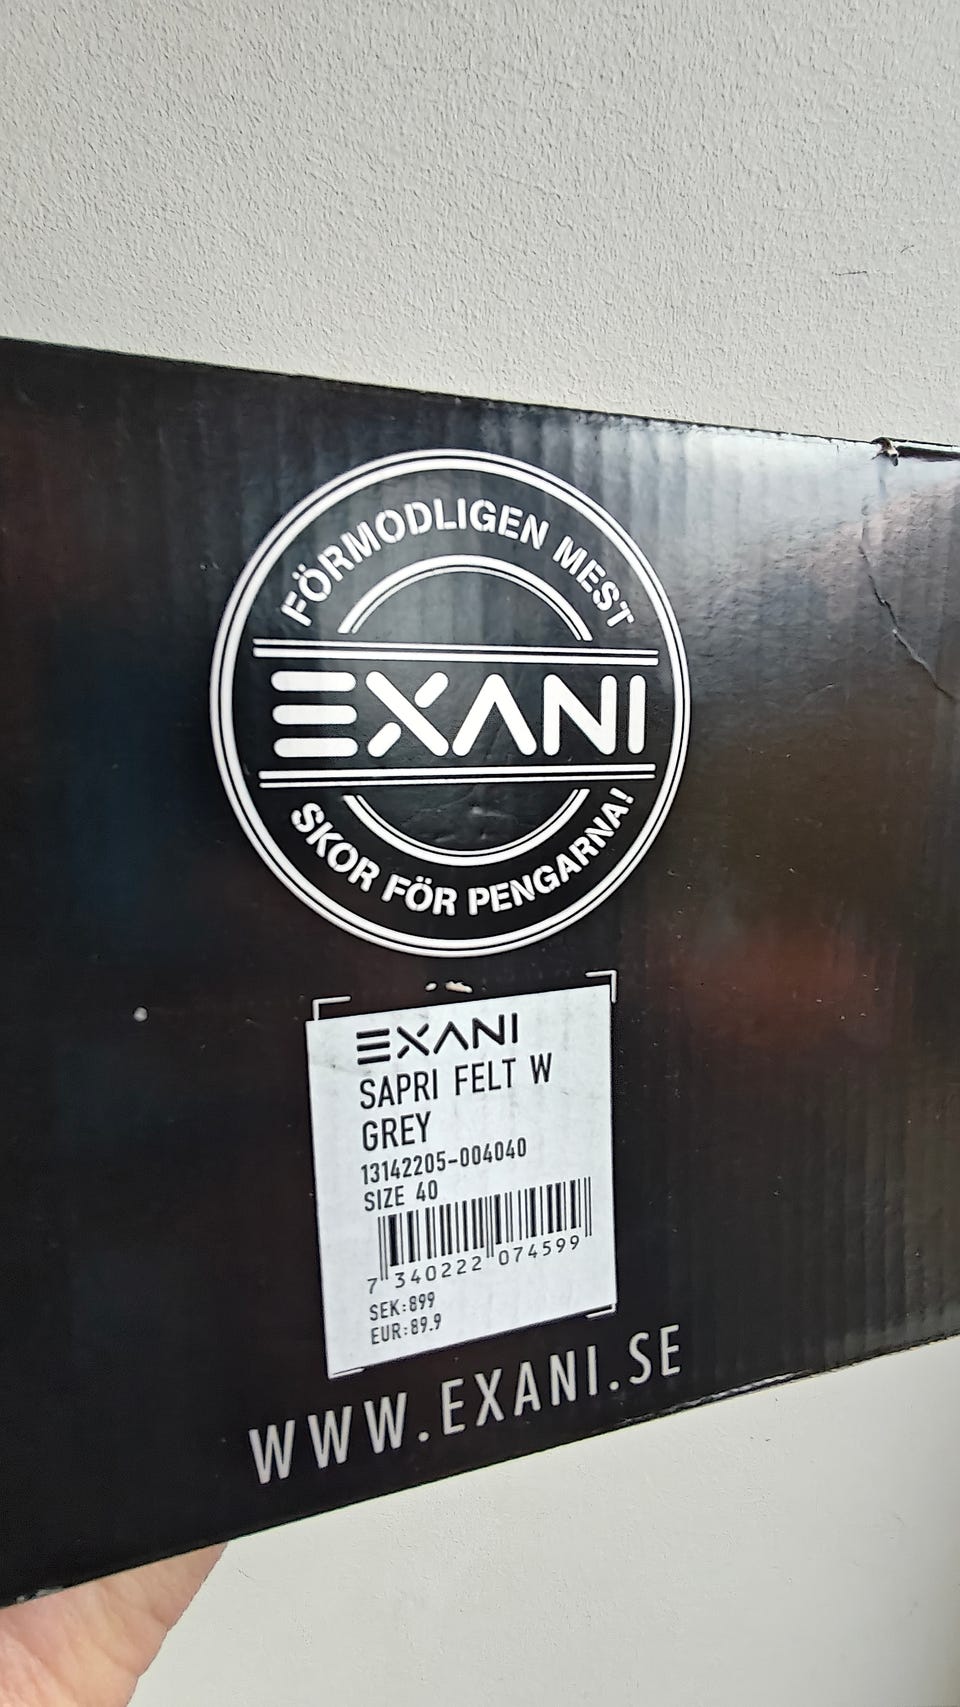 FÖRMODLIGEN MEST
EXANI
SKOR FÖR PENGARNA!
EXANI
SAPRI FELT W
GREY
13142205-004040
SIZE 40
7 340222 074599
SEK:899
EUR:89.9
WWW.EXANI.SE